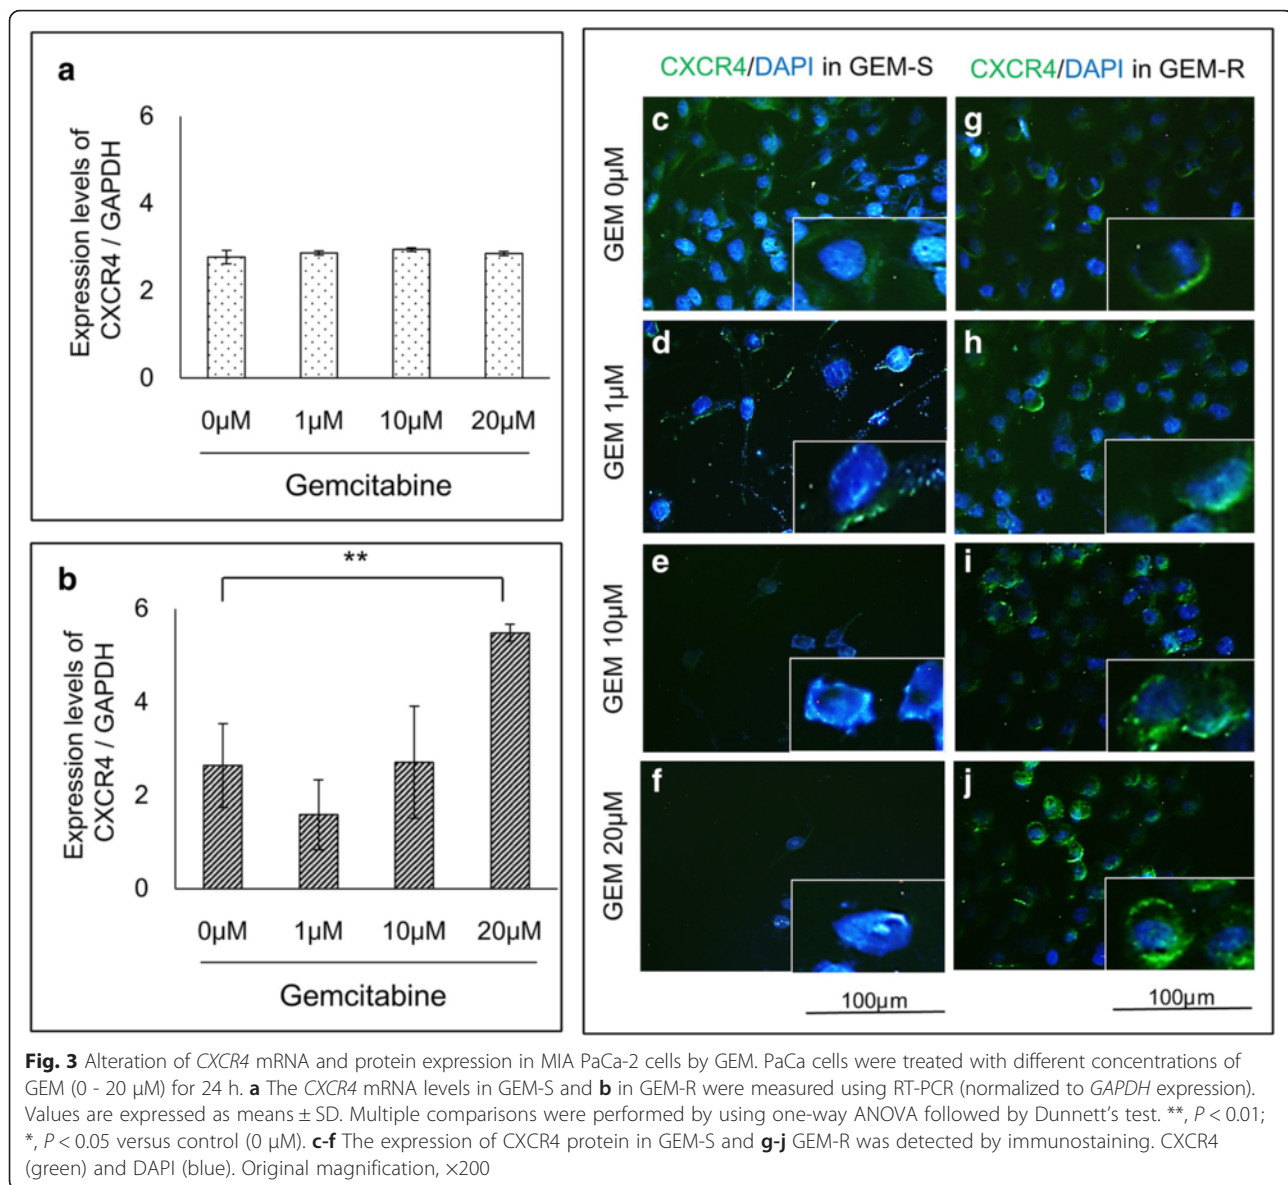 a
Expression levels of
CXCR4 / GAPDH
6
4
2
0
0µM 1µM 10µM 20µM
Gemcitabine
b
**
Expression levels of
CXCR4 / GAPDH
6
4
2
0
0µM 1µM 10µM 20µM
Gemcitabine
CXCR4/DAPI in GEM-S CXCR4/DAPI in GEM-R
GEM 0µM
c g
GEM 1µM
d h
GEM 10µM
e i
GEM 20µM
f j
100µm 100µm
Fig. 3 Alteration of CXCR4 mRNA and protein expression in MIA PaCa-2 cells by GEM. PaCa cells were treated with different concentrations of
GEM (0 - 20 µM) for 24 h. a The CXCR4 mRNA levels in GEM-S and b in GEM-R were measured using RT-PCR (normalized to GAPDH expression).
Values are expressed as means ± SD. Multiple comparisons were performed by using one-way ANOVA followed by Dunnett's test. **, P < 0.01;
*, P < 0.05 versus control (0 µM). c-f The expression of CXCR4 protein in GEM-S and g-j GEM-R was detected by immunostaining. CXCR4
(green) and DAPI (blue). Original magnification, ×200